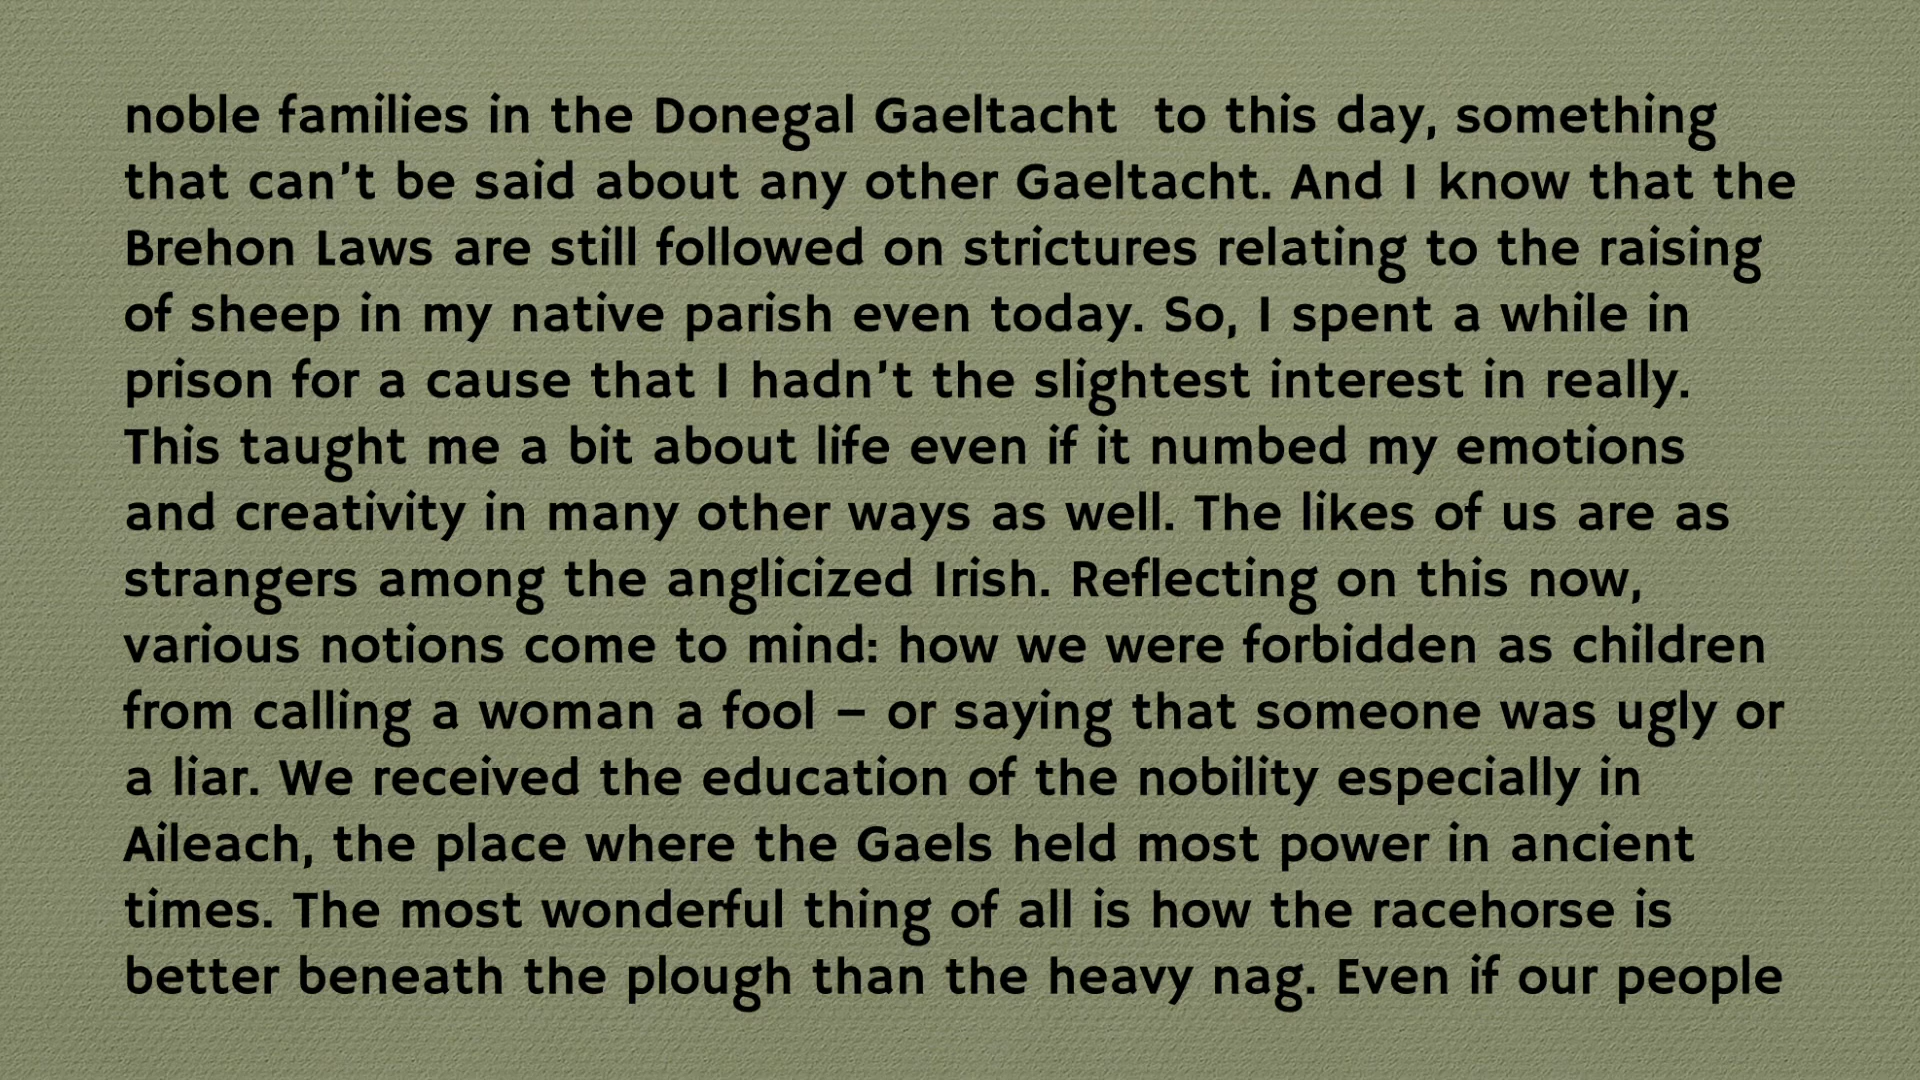 noble families in the Donegal Gaeltacht  to this day, something
that can’t be said about any other Gaeltacht. And I know that the
Brehon Laws are still followed on strictures relating to the raising
of sheep in my native parish even today. So, I spent a while in
prison for a cause that I hadn’t the slightest interest in really.
This taught me a bit about life even if it numbed my emotions
and creativity in many other ways as well. The likes of us are as
strangers among the anglicized Irish. Reflecting on this now,
various notions come to mind: how we were forbidden as children
from calling a woman a fool – or saying that someone was ugly or
a liar. We received the education of the nobility especially in
Aileach, the place where the Gaels held most power in ancient
times. The most wonderful thing of all is how the racehorse is
better beneath the plough than the heavy nag. Even if our people